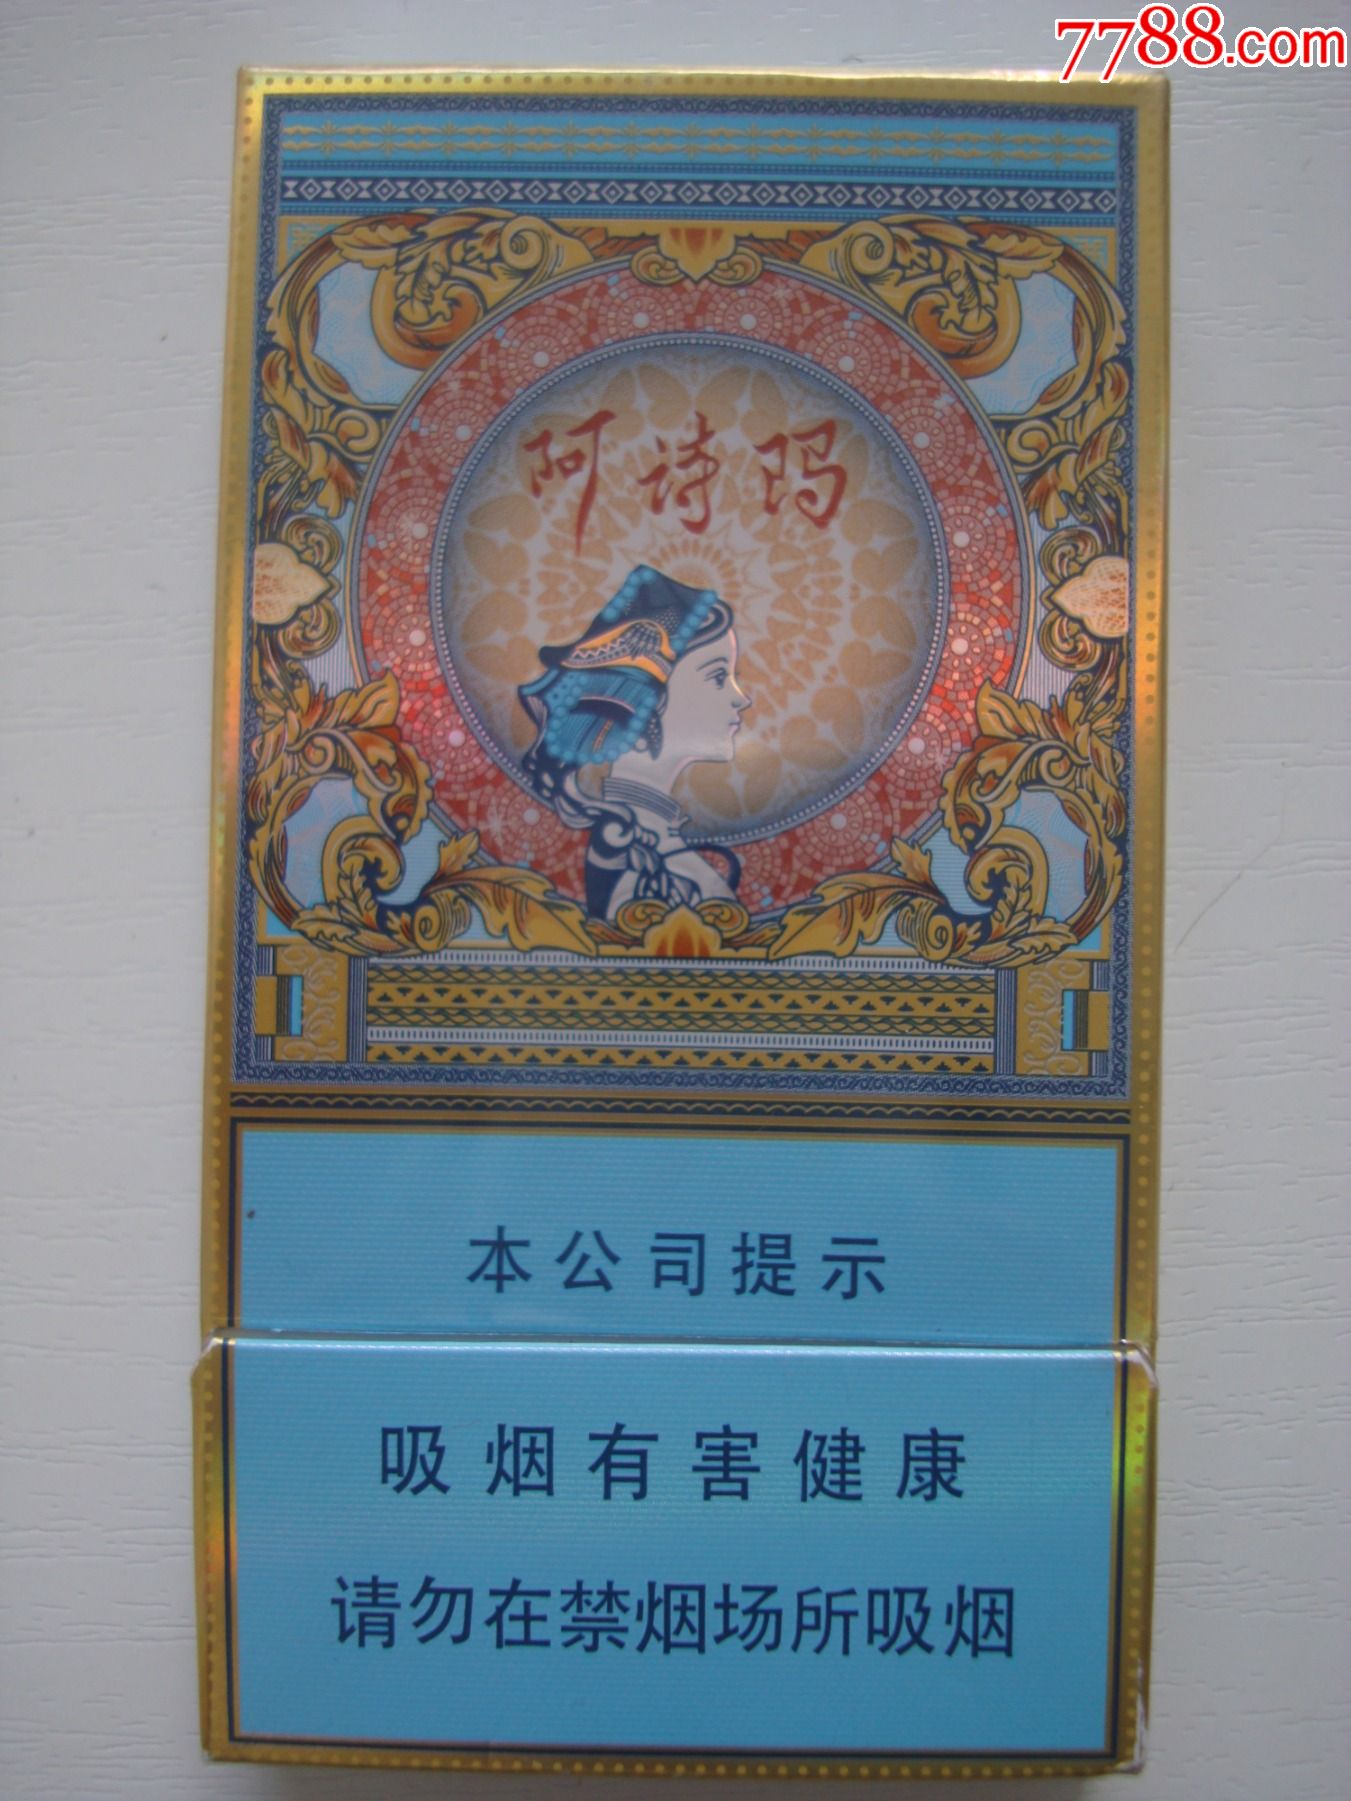 7788.com
阿诗玛
本公司提示
吸烟有害健康
请勿在禁烟场所吸烟